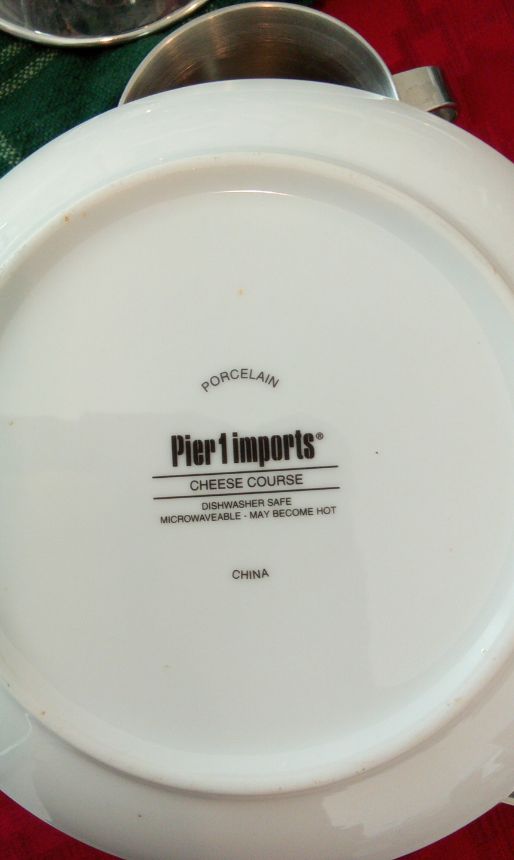 PORCELAIN
Pier 1 imports®
CHEESE COURSE
DISHWASHER SAFE
MICROWAVEABLE - MAY BECOME HOT
CHINA